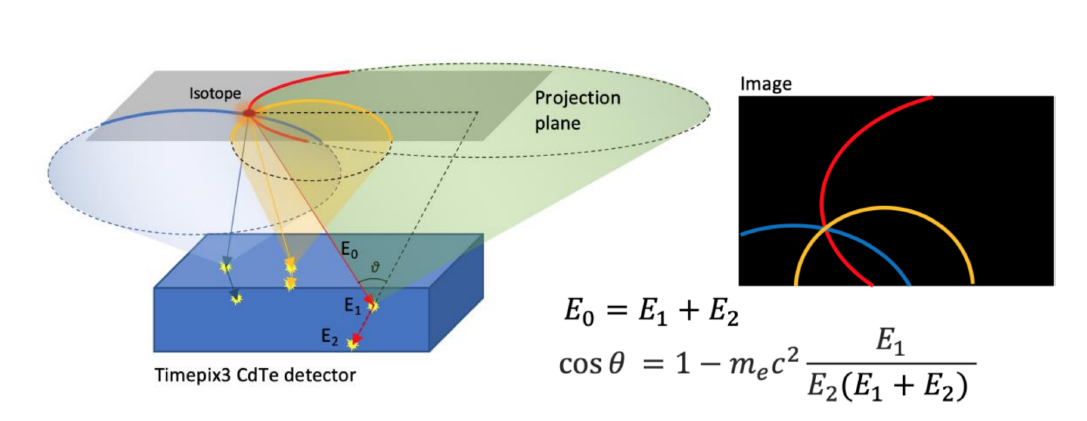 Isotope
Projection
plane
Image
E₀
ϑ
E₁
E₂
Timepix3 CdTe detector
E₀ = E₁ + E₂
cos θ = 1 − mₑc² E₁ / E₂(E₁ + E₂)